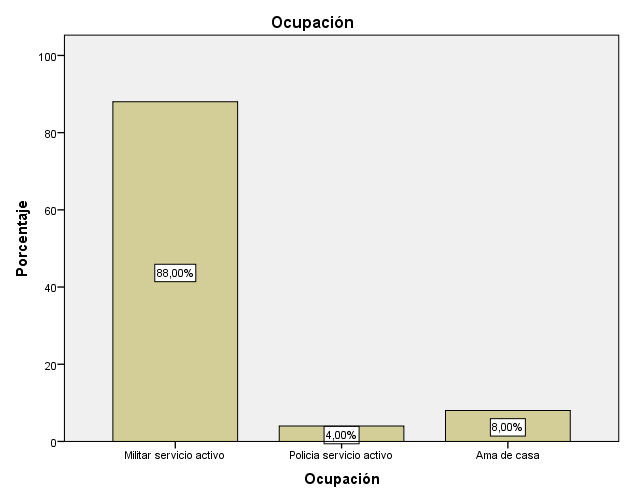 Ocupación
100
80
60
40
20
0
Porcentaje
88,00%
4,00%
8,00%
Militar servicio activo
Policia servicio activo
Ama de casa
Ocupación